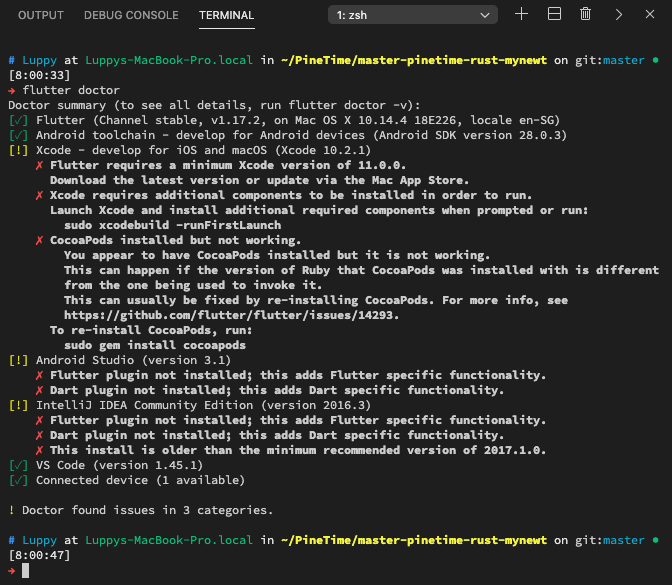 OUTPUT DEBUG CONSOLE TERMINAL 1: zsh
# Luppy at Luppys-MacBook-Pro.local in ~/PineTime/master-pinetime-rust-mynewt on git:master ●
[8:00:33]
→ flutter doctor
Doctor summary (to see all details, run flutter doctor -v):
[✓] Flutter (Channel stable, v1.17.2, on Mac OS X 10.14.4 18E226, locale en-SG)
[✓] Android toolchain - develop for Android devices (Android SDK version 28.0.3)
[!] Xcode - develop for iOS and macOS (Xcode 10.2.1)
✗ Flutter requires a minimum Xcode version of 11.0.0.
Download the latest version or update via the Mac App Store.
✗ Xcode requires additional components to be installed in order to run.
Launch Xcode and install additional required components when prompted or run:
sudo xcodebuild -runFirstLaunch
✗ CocoaPods installed but not working.
You appear to have CocoaPods installed but it is not working.
This can happen if the version of Ruby that CocoaPods was installed with is different
from the one being used to invoke it.
This can usually be fixed by re-installing CocoaPods. For more info, see
https://github.com/flutter/flutter/issues/14293.
To re-install CocoaPods, run:
sudo gem install cocoapods
[!] Android Studio (version 3.1)
✗ Flutter plugin not installed; this adds Flutter specific functionality.
✗ Dart plugin not installed; this adds Dart specific functionality.
[!] IntelliJ IDEA Community Edition (version 2016.3)
✗ Flutter plugin not installed; this adds Flutter specific functionality.
✗ Dart plugin not installed; this adds Dart specific functionality.
✗ This install is older than the minimum recommended version of 2017.1.0.
[✓] VS Code (version 1.45.1)
[✓] Connected device (1 available)
! Doctor found issues in 3 categories.
# Luppy at Luppys-MacBook-Pro.local in ~/PineTime/master-pinetime-rust-mynewt on git:master ●
[8:00:47]
→